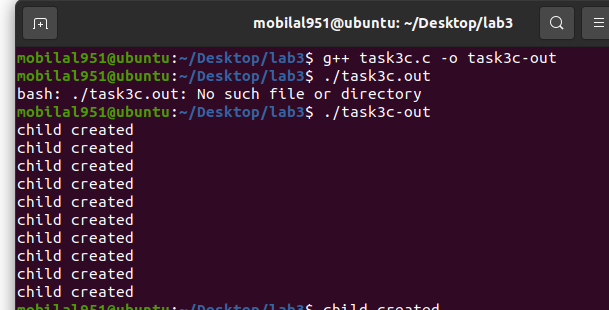 mobilal951@ubuntu: ~/Desktop/lab3
mobilal951@ubuntu:~/Desktop/lab3$ g++ task3c.c -o task3c-out
mobilal951@ubuntu:~/Desktop/lab3$ ./task3c.out
bash: ./task3c.out: No such file or directory
mobilal951@ubuntu:~/Desktop/lab3$ ./task3c-out
child created
child created
child created
child created
child created
child created
child created
child created
child created
child created
mobilal951@ubuntu:~/Desktop/lab3$ child created